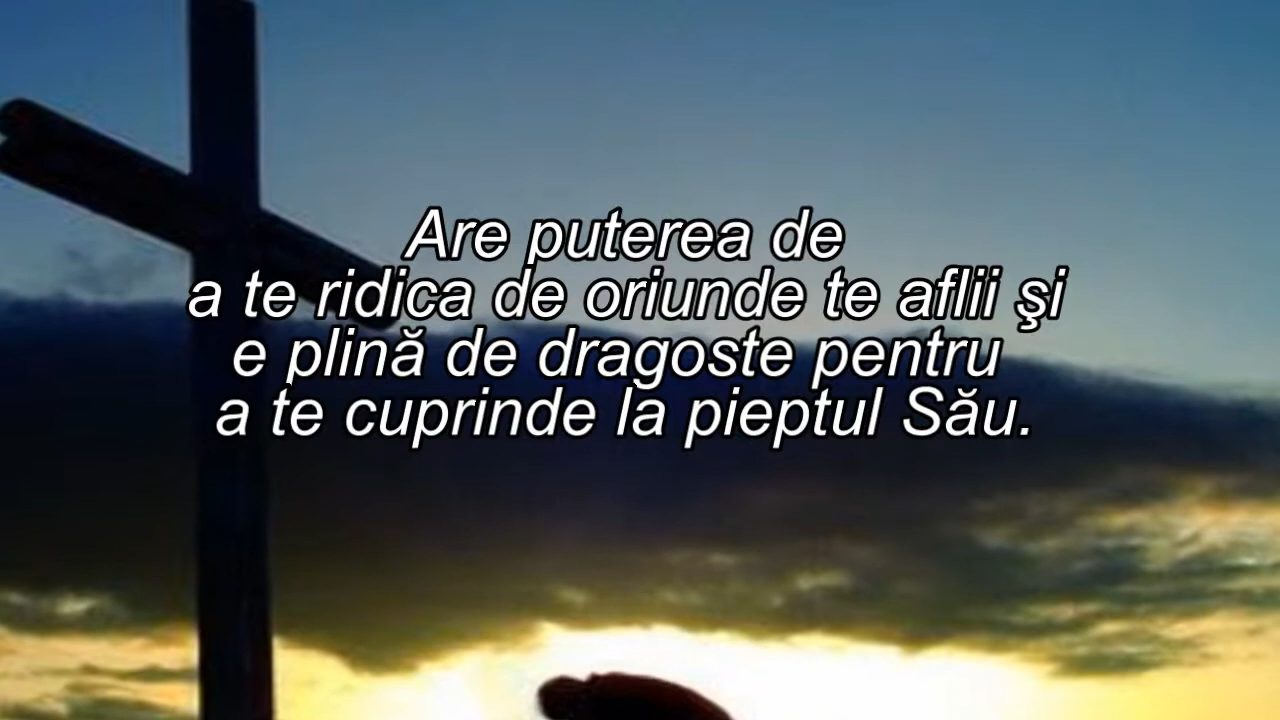 Are puterea de
a te ridica de oriunde te aflii şi
e plină de dragoste pentru
a te cuprinde la pieptul Său.